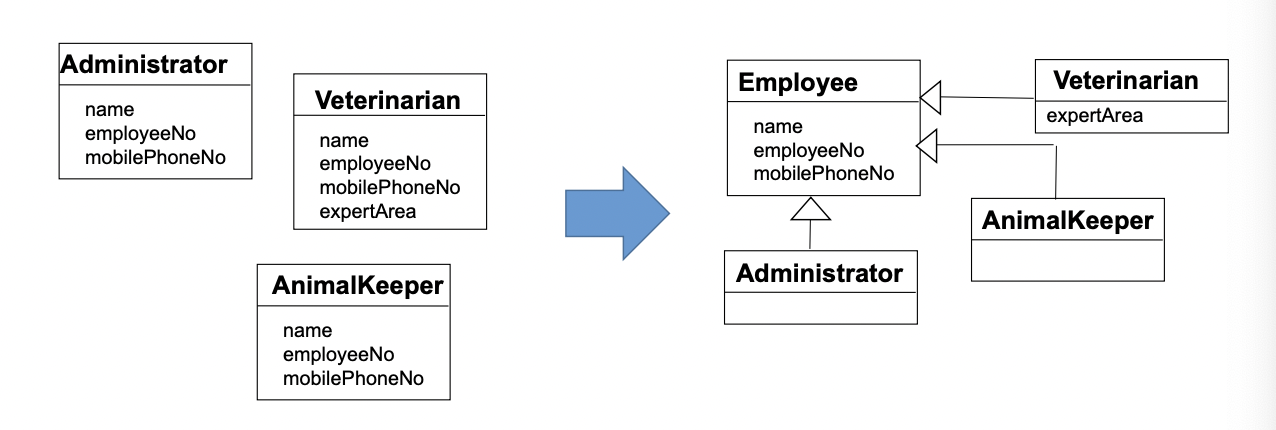 Administrator
name
employeeNo
mobilePhoneNo
Veterinarian
name
employeeNo
mobilePhoneNo
expertArea
AnimalKeeper
name
employeeNo
mobilePhoneNo
Employee
name
employeeNo
mobilePhoneNo
Veterinarian
expertArea
AnimalKeeper
Administrator